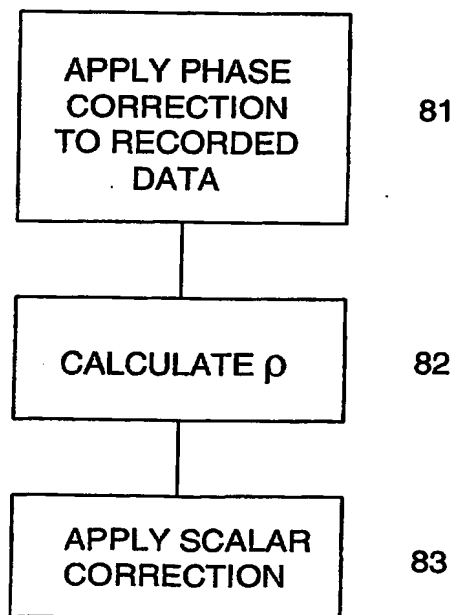 APPLY PHASE
CORRECTION
TO RECORDED
DATA
81
CALCULATE ρ
82
APPLY SCALAR
CORRECTION
83